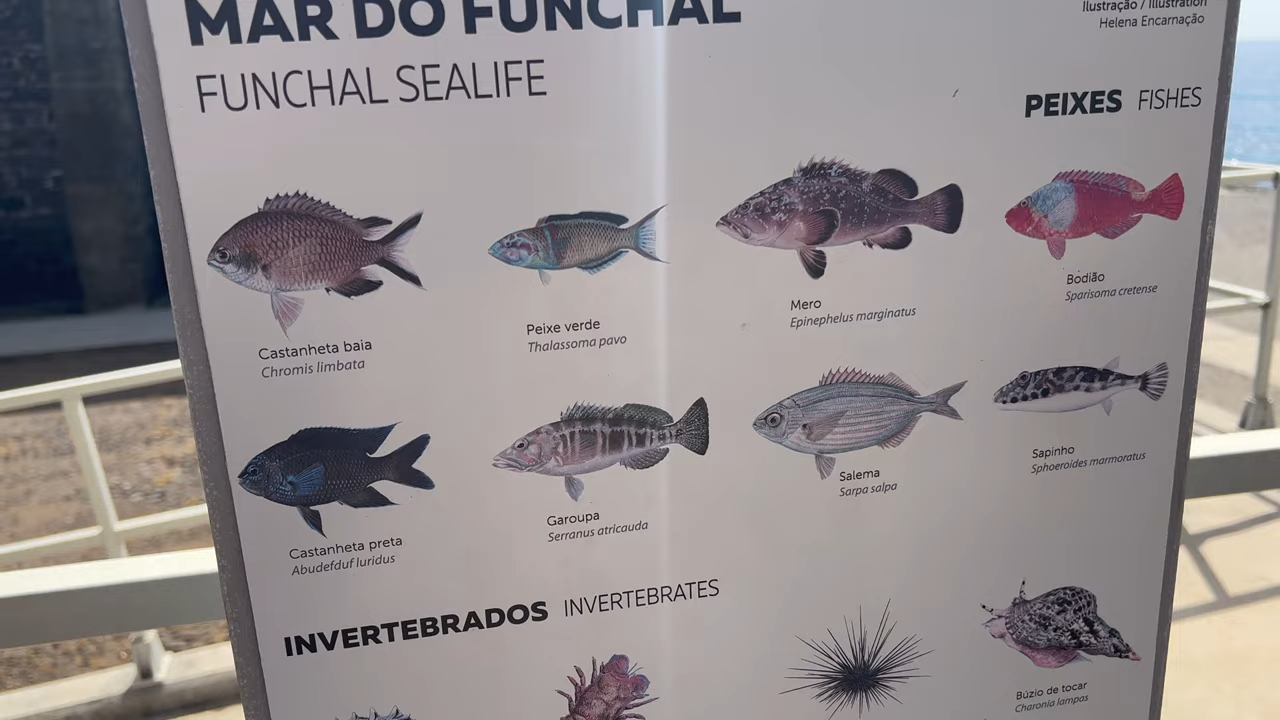 MAR DO FUNCHAL
FUNCHAL SEALIFE
Ilustração / Illustration
Helena Encarnação
PEIXES FISHES
Castanheta baia
Chromis limbata
Peixe verde
Thalassoma pavo
Mero
Epinephelus marginatus
Bodião
Sparisoma cretense
Castanheta preta
Abudefduf luridus
Garoupa
Serranus atricauda
Salema
Sarpa salpa
Sapinho
Sphoeroides marmoratus
INVERTEBRADOS INVERTEBRATES
Búzio de tocar
Charonia lampas